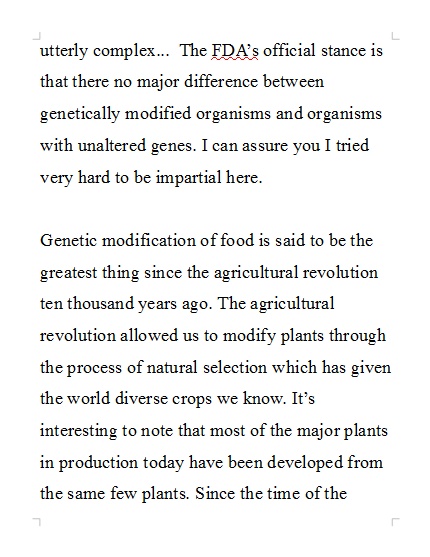 utterly complex...  The FDA’s official stance is
that there no major difference between
genetically modified organisms and organisms
with unaltered genes. I can assure you I tried
very hard to be impartial here.
Genetic modification of food is said to be the
greatest thing since the agricultural revolution
ten thousand years ago. The agricultural
revolution allowed us to modify plants through
the process of natural selection which has given
the world diverse crops we know. It’s
interesting to note that most of the major plants
in production today have been developed from
the same few plants. Since the time of the